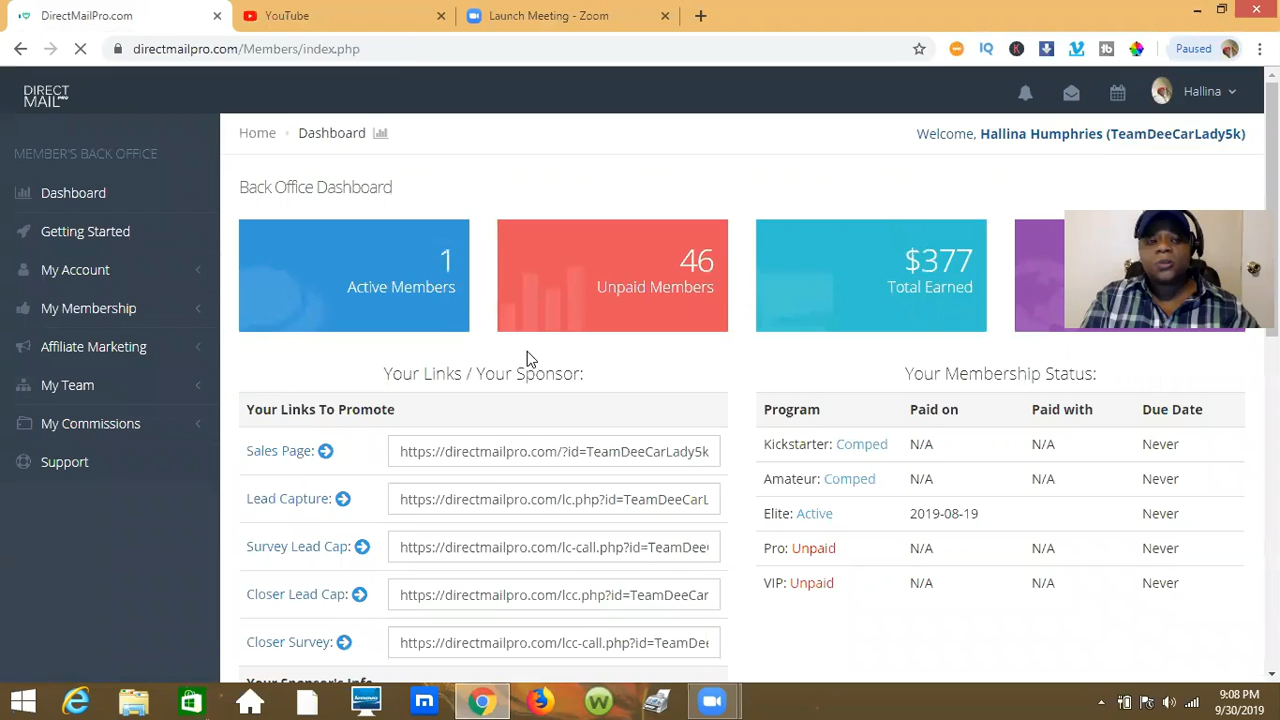 DirectMailPro.com
YouTube
Launch Meeting - Zoom
directmailpro.com/Members/index.php
IQ
K
tb
Paused
DIRECT
MAILPRO
Hallina
MEMBER'S BACK OFFICE
Home
Dashboard
Welcome, Hallina Humphries (TeamDeeCarLady5k)
Dashboard
Getting Started
My Account
My Membership
Affiliate Marketing
My Team
My Commissions
Support
Back Office Dashboard
1
Active Members
46
Unpaid Members
$377
Total Earned
Your Links / Your Sponsor:
Your Links To Promote
Sales Page: https://directmailpro.com/?id=TeamDeeCarLady5k
Lead Capture: https://directmailpro.com/lc.php?id=TeamDeeCarL
Survey Lead Cap: https://directmailpro.com/lc-call.php?id=TeamDee
Closer Lead Cap: https://directmailpro.com/lcc.php?id=TeamDeeCar
Closer Survey: https://directmailpro.com/lcc-call.php?id=TeamDee
Your Sponsor's Info
Your Membership Status:
Program Paid on Paid with Due Date
Kickstarter: Comped N/A N/A Never
Amateur: Comped N/A N/A Never
Elite: Active 2019-08-19 Never
Pro: Unpaid N/A N/A Never
VIP: Unpaid N/A N/A Never
9:08 PM
9/30/2019